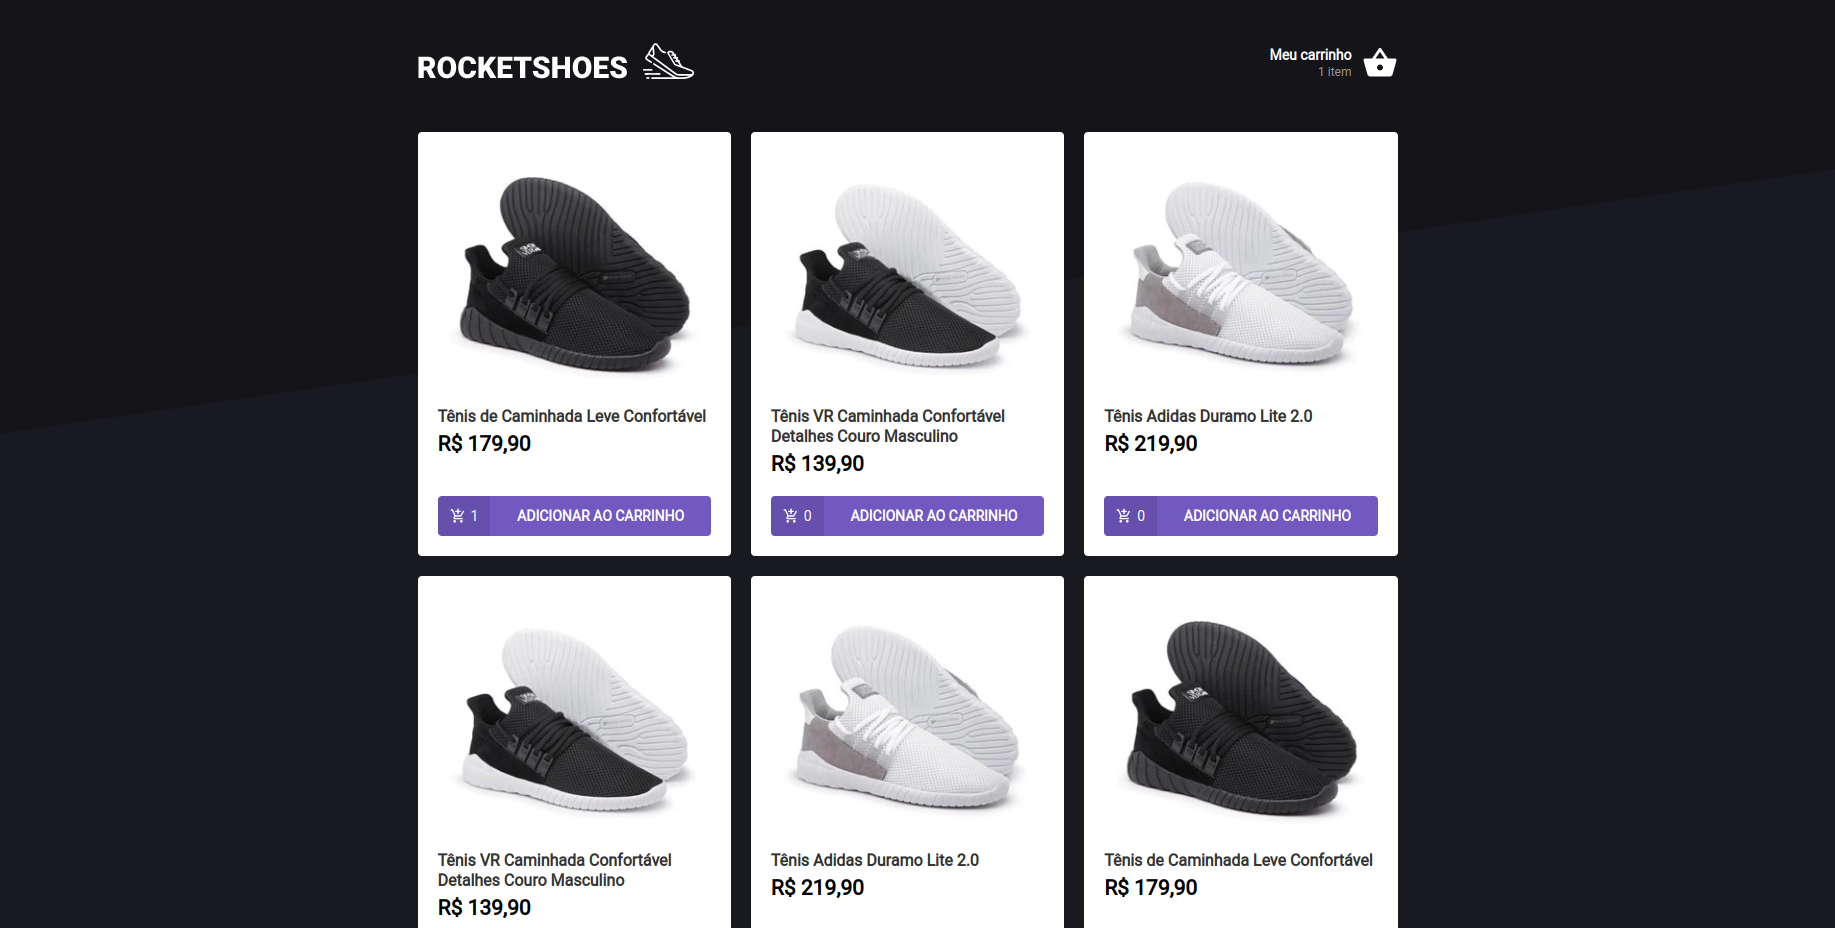 ROCKETSHOES
Meu carrinho
1 item
Tênis de Caminhada Leve Confortável
R$ 179,90
1 ADICIONAR AO CARRINHO
Tênis VR Caminhada Confortável
Detalhes Couro Masculino
R$ 139,90
0 ADICIONAR AO CARRINHO
Tênis Adidas Duramo Lite 2.0
R$ 219,90
0 ADICIONAR AO CARRINHO
Tênis VR Caminhada Confortável
Detalhes Couro Masculino
R$ 139,90
Tênis Adidas Duramo Lite 2.0
R$ 219,90
Tênis de Caminhada Leve Confortável
R$ 179,90